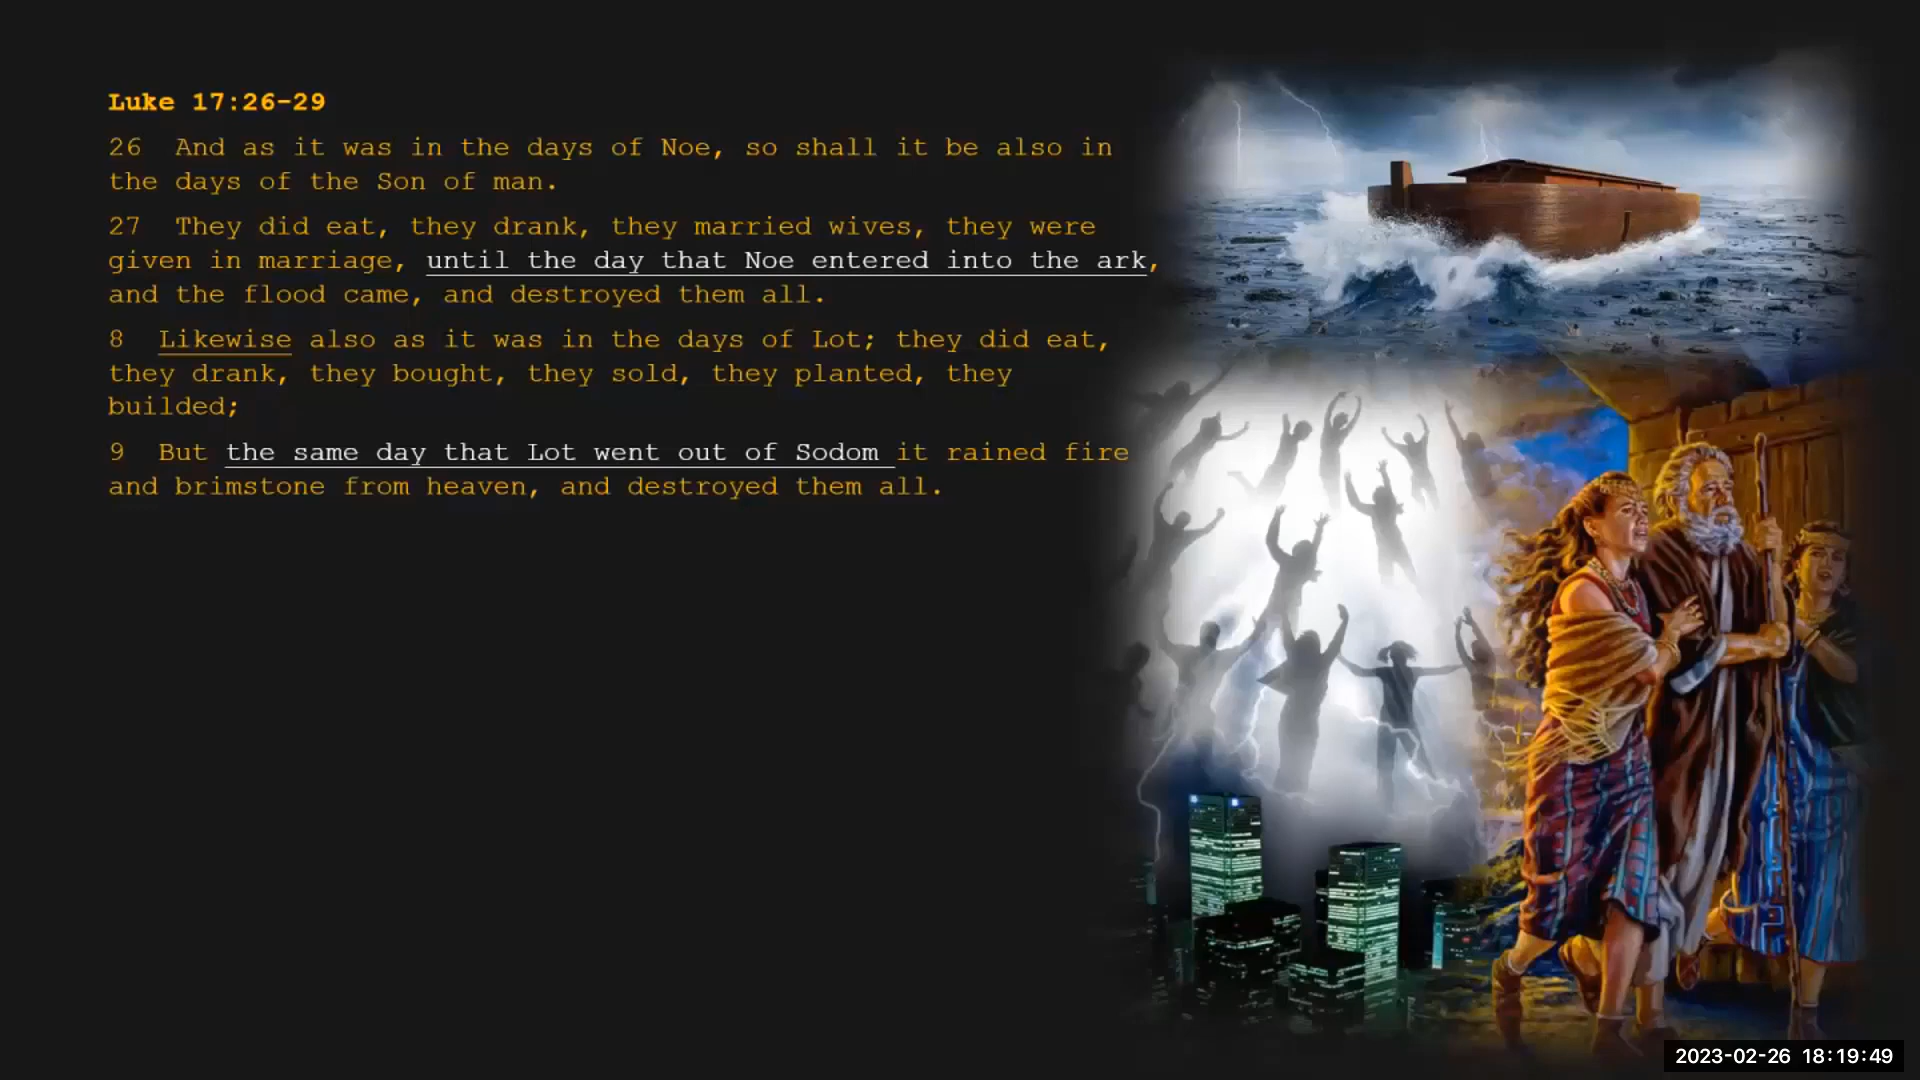 Luke 17:26-29
26 And as it was in the days of Noe, so shall it be also in
the days of the Son of man.
27 They did eat, they drank, they married wives, they were
given in marriage, until the day that Noe entered into the ark,
and the flood came, and destroyed them all.
8 Likewise also as it was in the days of Lot; they did eat,
they drank, they bought, they sold, they planted, they
builded;
9 But the same day that Lot went out of Sodom it rained fire
and brimstone from heaven, and destroyed them all.
2023-02-26 18:19:49